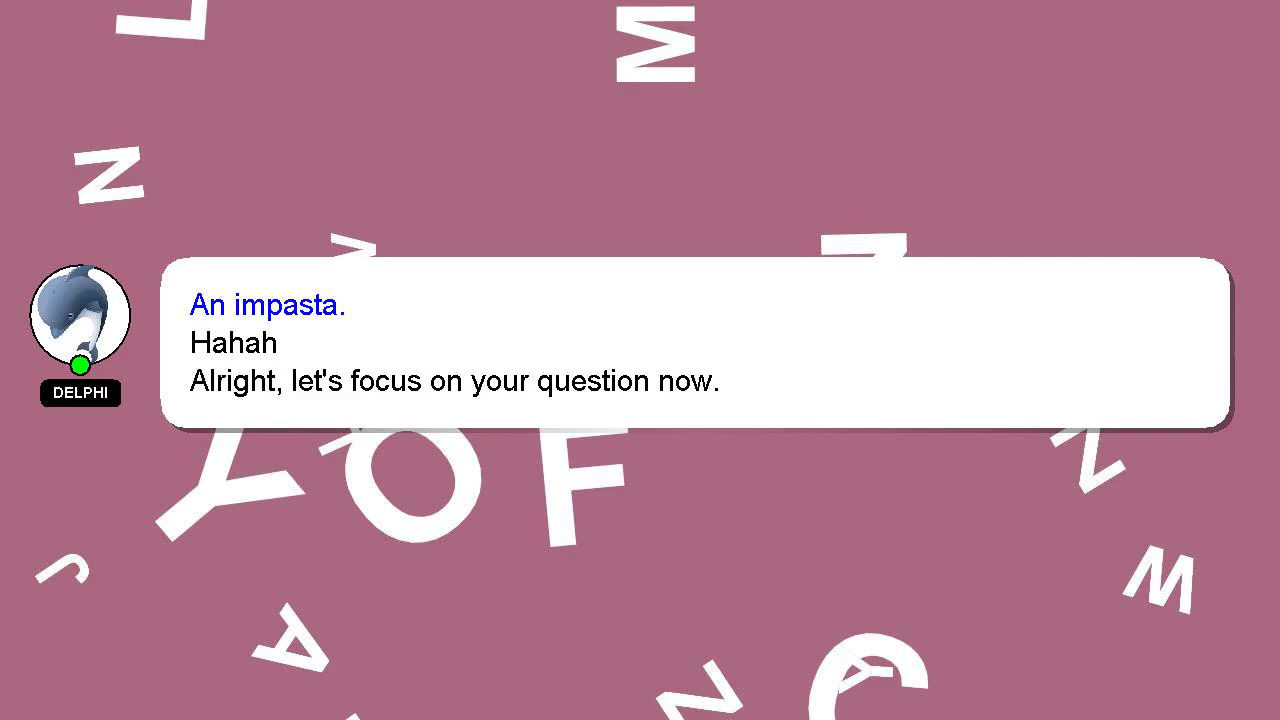 L
M
N
V
An impasta.
Hahah
Alright, let's focus on your question now.
DELPHI
Y
O
F
Z
J
W
A
N
C
A